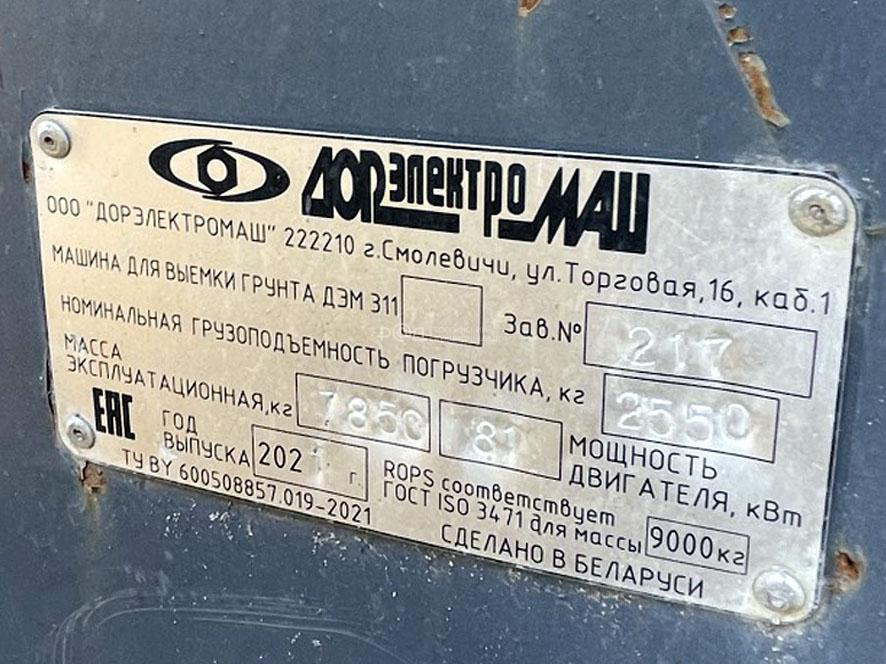 ДОРэлектроМАШ
ООО "ДОРЭЛЕКТРОМАШ" 222210 г.Смолевичи, ул.Торговая,16, каб.1
МАШИНА ДЛЯ ВЫЕМКИ ГРУНТА ДЭМ 311 Зав.№ 217
НОМИНАЛЬНАЯ ГРУЗОПОДЪЕМНОСТЬ ПОГРУЗЧИКА, кг 2550
МАССА
ЭКСПЛУАТАЦИОННАЯ,кг 7850 81 МОЩНОСТЬ
ДВИГАТЕЛЯ, кВт
EAC ГОД
ВЫПУСКА 2021 г.
ROPS соответствует
ГОСТ ISO 3471 для массы 9000кг
ТУ BY 600508857.019-2021
СДЕЛАНО В БЕЛАРУСИ